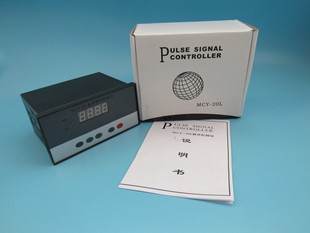 PULSE SIGNAL
CONTROLLER
MCY-20L
PULSE SIGNAL
CONTROLLER
说
明
书